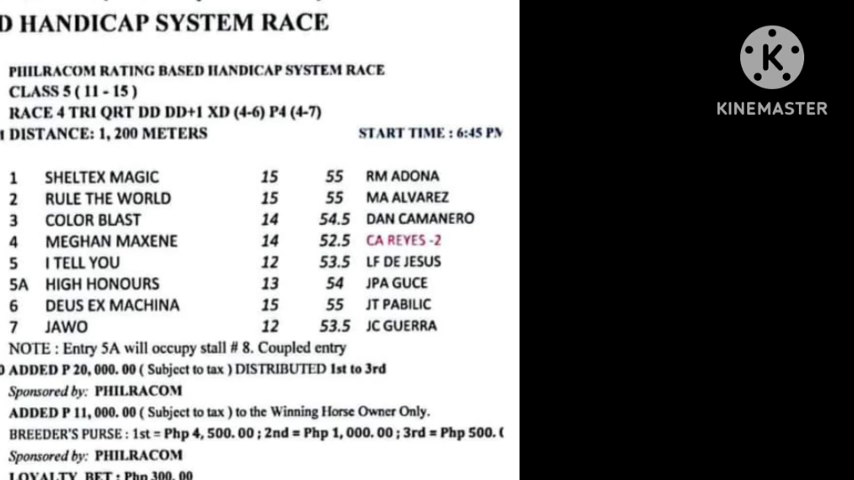 D HANDICAP SYSTEM RACE
PHILRACOM RATING BASED HANDICAP SYSTEM RACE
CLASS 5 ( 11 - 15 )
RACE 4 TRI QRT DD DD+1 XD (4-6) P4 (4-7)
DISTANCE: 1, 200 METERS START TIME : 6:45 PM
1 SHELTEX MAGIC 15 55 RM ADONA
2 RULE THE WORLD 15 55 MA ALVAREZ
3 COLOR BLAST 14 54.5 DAN CAMANERO
4 MEGHAN MAXENE 14 52.5 CA REYES -2
5 I TELL YOU 12 53.5 LF DE JESUS
5A HIGH HONOURS 13 54 JPA GUCE
6 DEUS EX MACHINA 15 55 JT PABILIC
7 JAWO 12 53.5 JC GUERRA
NOTE : Entry 5A will occupy stall # 8. Coupled entry
0 ADDED P 20, 000. 00 ( Subject to tax ) DISTRIBUTED 1st to 3rd
Sponsored by: PHILRACOM
ADDED P 11, 000. 00 ( Subject to tax ) to the Winning Horse Owner Only.
BREEDER'S PURSE : 1st = Php 4, 500. 00 ; 2nd = Php 1, 000. 00 ; 3rd = Php 500. (
Sponsored by: PHILRACOM
LOYALTY BET : Php 300. 00
KINEMASTER